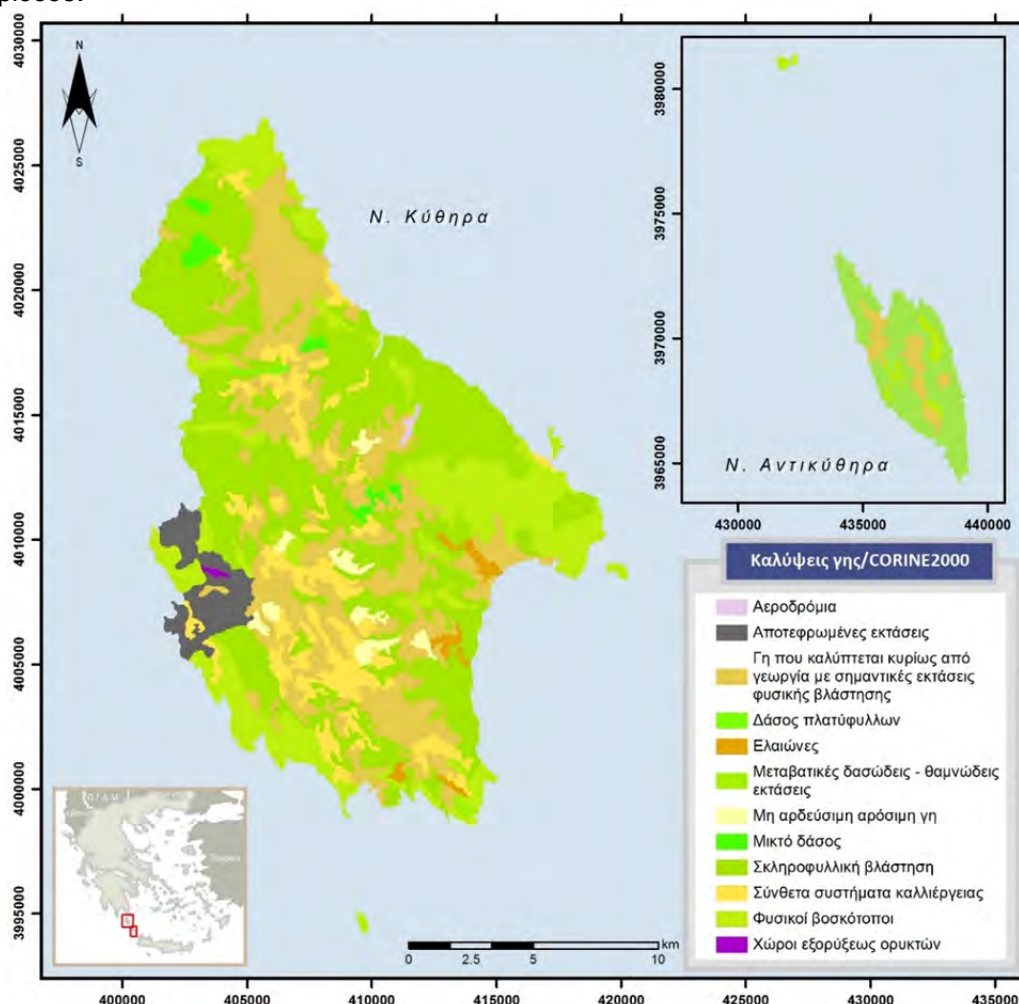 N
S
Ν. Κύθηρα
Ν. Αντικύθηρα
4030000
4025000
4020000
4015000
4010000
4005000
4000000
3995000
400000
405000
410000
415000
420000
425000
430000
435000
3980000
3975000
3970000
3965000
430000
435000
440000
Καλύψεις γης/CORINE2000
Αεροδρόμια
Αποτεφρωμένες εκτάσεις
Γη που καλύπτεται κυρίως από
γεωργία με σημαντικές εκτάσεις
φυσικής βλάστησης
Δάσος πλατύφυλλων
Ελαιώνες
Μεταβατικές δασώδεις - θαμνώδεις
εκτάσεις
Μη αρδεύσιμη αρόσιμη γη
Μικτό δάσος
Σκληροφυλλική βλάστηση
Σύνθετα συστήματα καλλιέργειας
Φυσικοί βοσκότοποι
Χώροι εξορύξεως ορυκτών
km
0 2.5 5 10